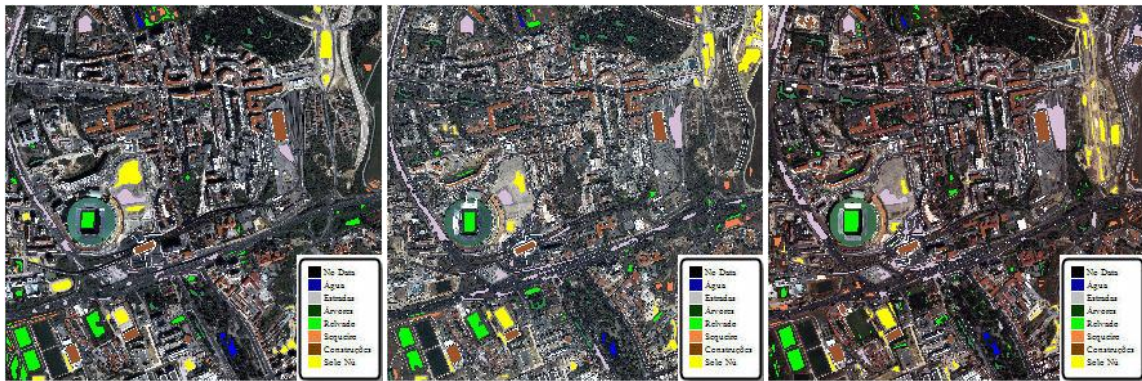 No Data
Água
Estradas
Árvores
Relvado
Sequeiro
Construções
Solo Nú
No Data
Água
Estradas
Árvores
Relvado
Sequeiro
Construções
Solo Nú
No Data
Água
Estradas
Árvores
Relvado
Sequeiro
Construções
Solo Nú